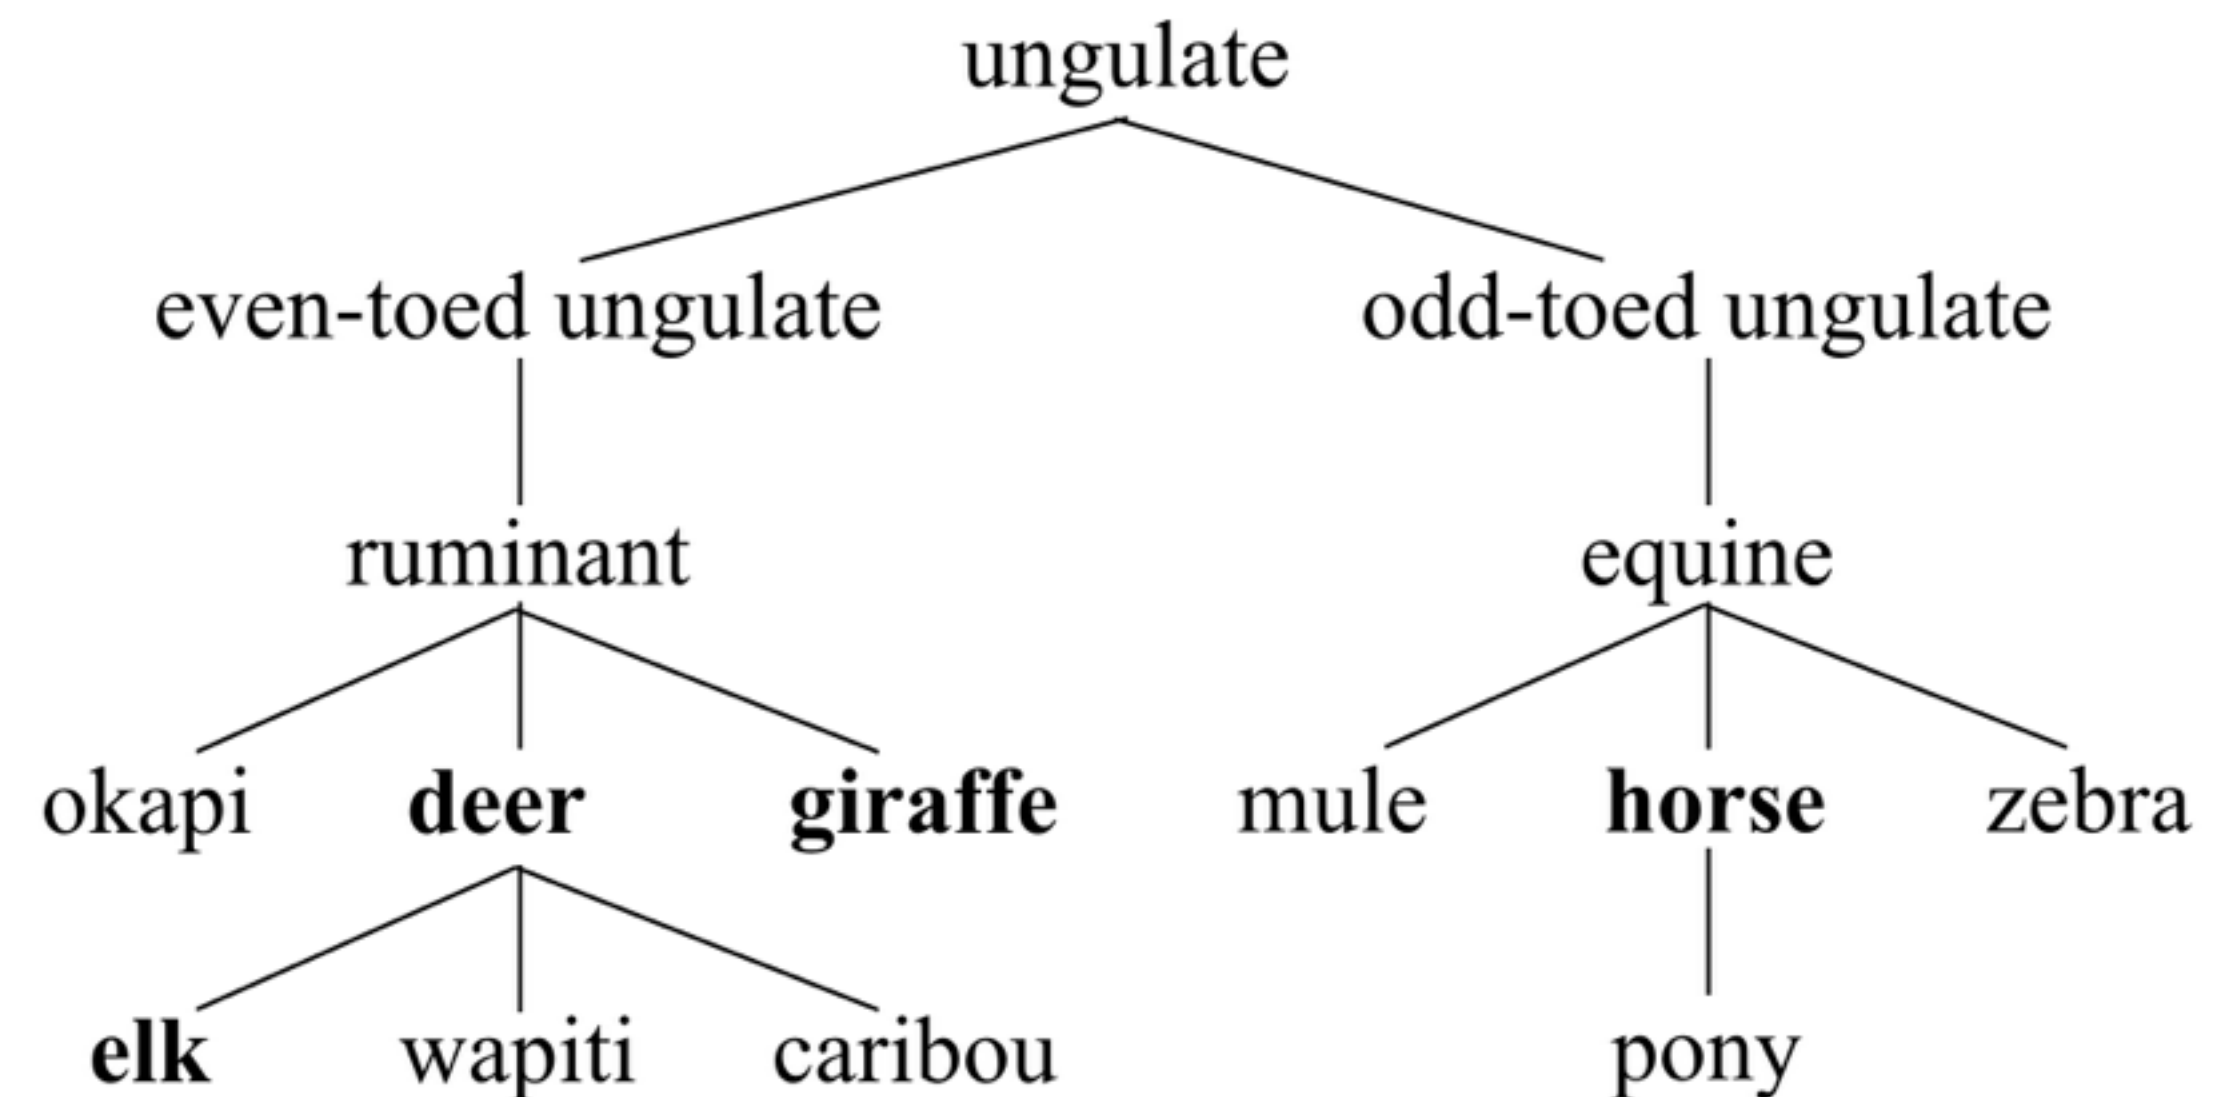 ungulate
even-toed ungulate odd-toed ungulate
ruminant equine
okapi deer giraffe mule horse zebra
elk wapiti caribou pony